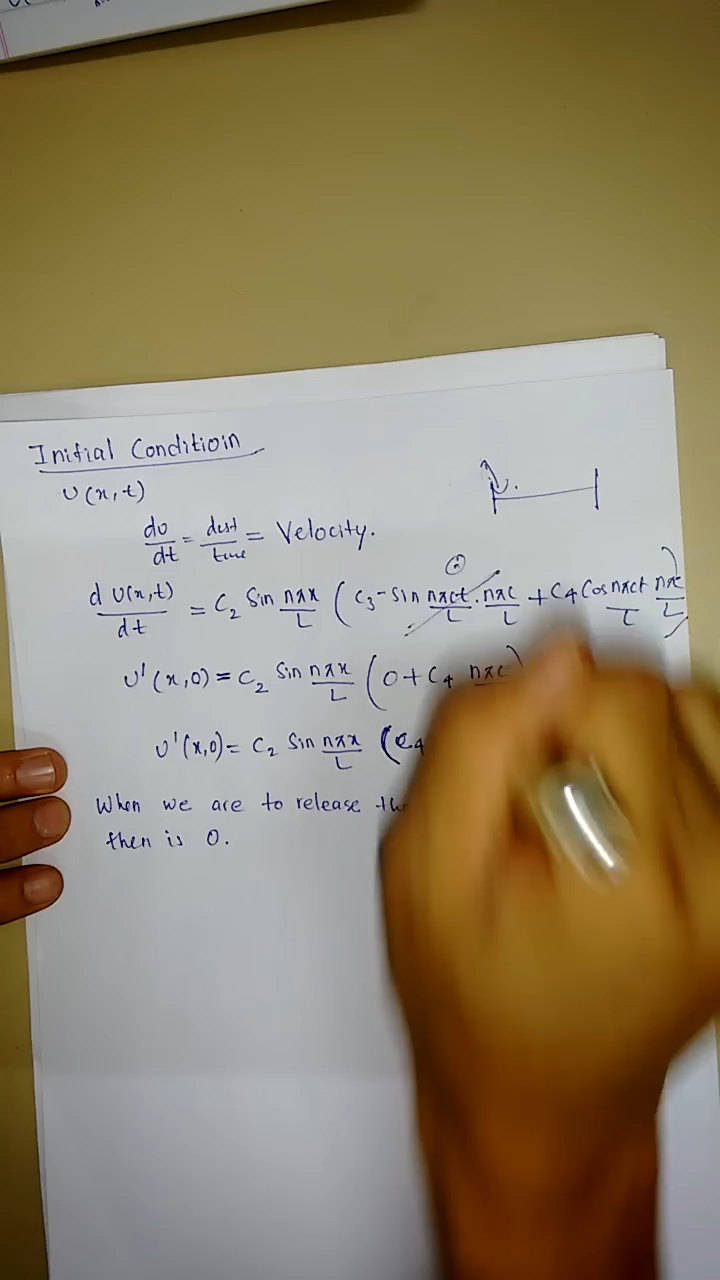 Initial Conditioin
U(x,t)
du/dt = dist/time = Velocity.
d U(x,t)/dt = C₂ Sin nπx/L (C₃ - sin nπct/L . nπc/L + C₄ Cos nπct/L nπc/L)
U'(x,0) = C₂ Sin nπx/L (0 + C₄ nπc)
U'(x,0) = C₂ Sin nπx/L (C₄
When we are to release
then is 0.